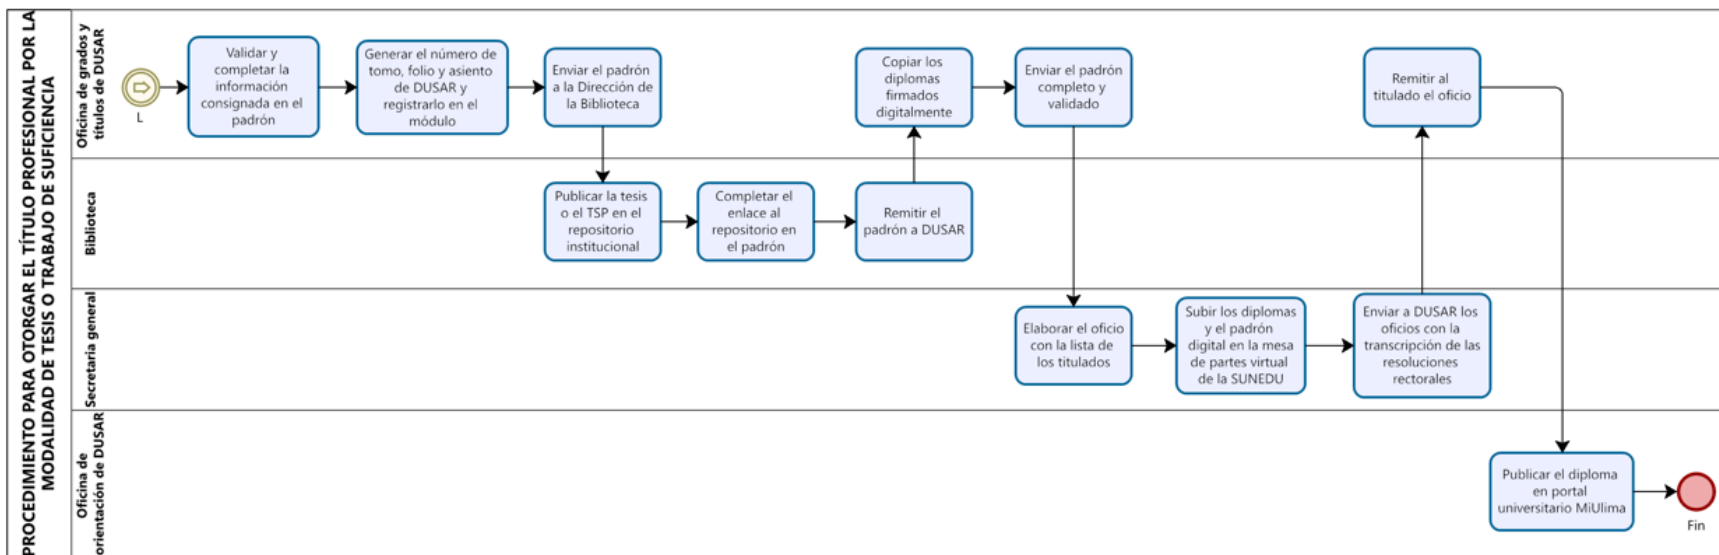 PROCEDIMIENTO PARA OTORGAR EL TÍTULO PROFESIONAL POR LA
MODALIDAD DE TESIS O TRABAJO DE SUFICIENCIA
Oficina de grados y
títulos de DUSAR
L
Validar y
completar la
información
consignada en el
padrón
Generar el número de
tomo, folio y asiento
de DUSAR y
registrarlo en el
módulo
Enviar el padrón
a la Dirección de
la Biblioteca
Copiar los
diplomas
firmados
digitalmente
Enviar el padrón
completo y
validado
Remitir al
titulado el oficio
Biblioteca
Publicar la tesis
o el TSP en el
repositorio
institucional
Completar el
enlace al
repositorio en
el padrón
Remitir el
padrón a DUSAR
Secretaria general
Elaborar el oficio
con la lista de
los titulados
Subir los diplomas
y el padrón
digital en la mesa
de partes virtual
de la SUNEDU
Enviar a DUSAR los
oficios con la
transcripción de las
resoluciones
rectorales
Oficina de
orientación de DUSAR
Publicar el diploma
en portal
universitario MiUlima
Fin